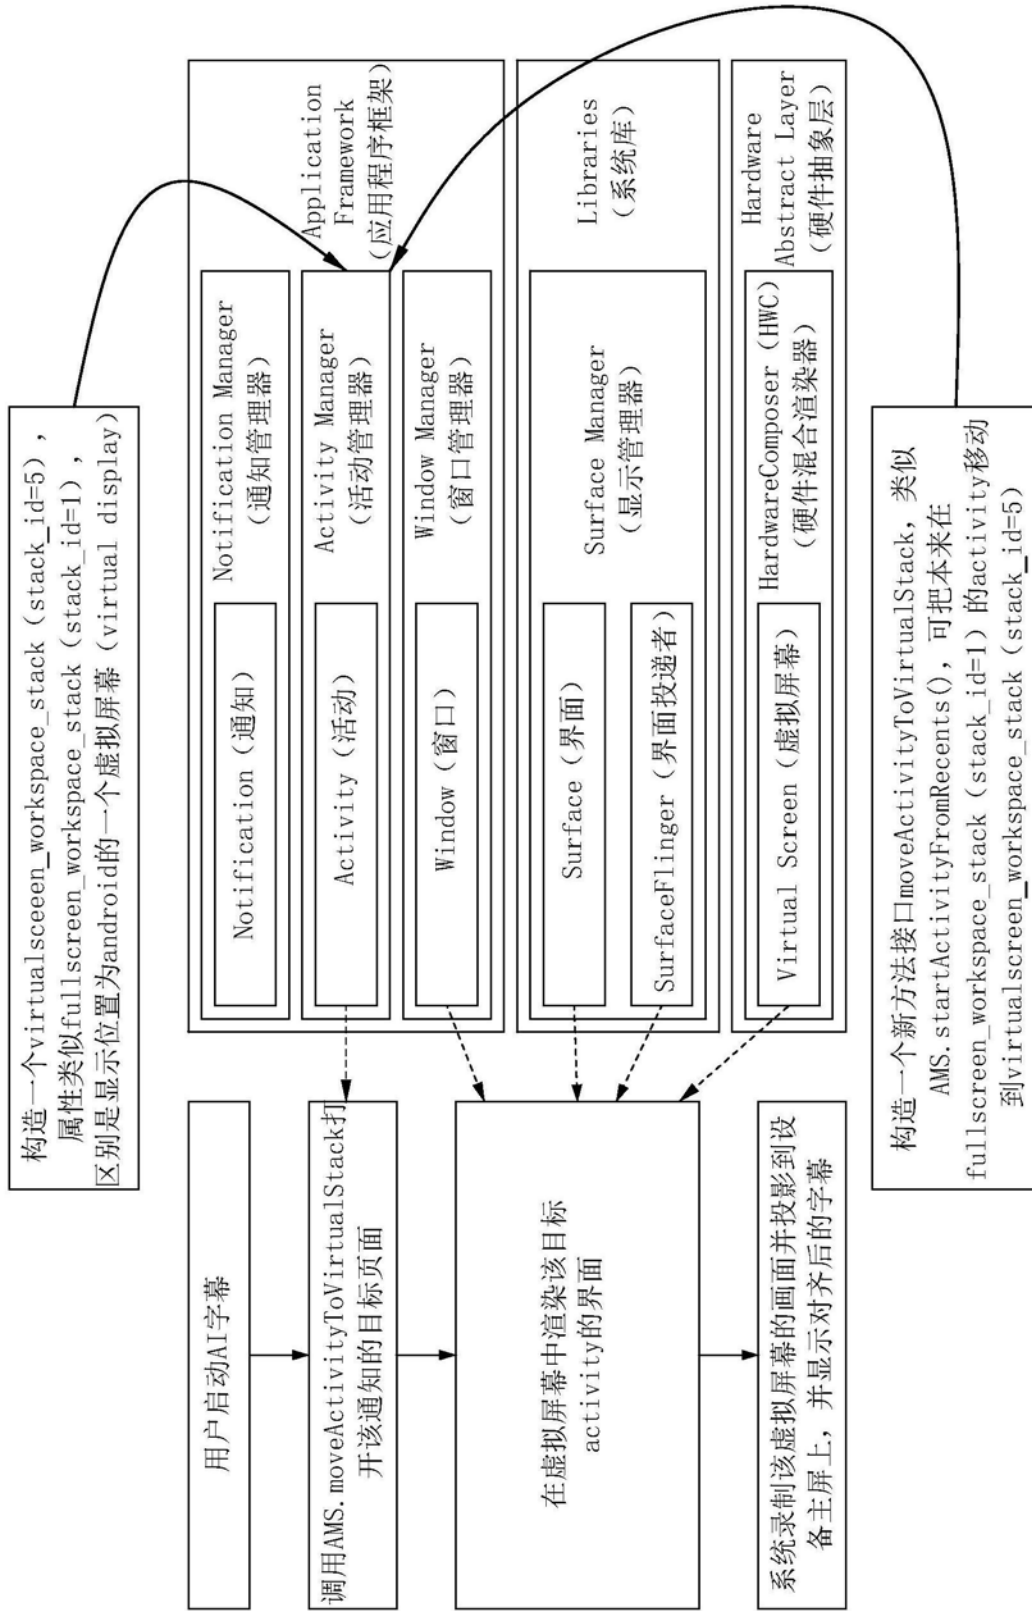 构造一个virtualsceeen_workspace_stack（stack_id=5），
属性类似fullscreen_workspace_stack（stack_id=1），
区别是显示位置为android的一个虚拟屏幕（virtual display)
用户启动AI字幕
调用AMS.moveActivityToVirtualStack打
开该通知的目标页面
在虚拟屏幕中渲染该目标
activity的界面
系统录制该虚拟屏幕的画面并投影到设
备主屏上，并显示对齐后的字幕
Notification（通知）
Notification Manager
（通知管理器）
Activity（活动）
Activity Manager
（活动管理器）
Window（窗口）
Window Manager
（窗口管理器）
Application
Framework
（应用程序框架）
Surface（界面）
SurfaceFlinger（界面投递者）
Surface Manager
（显示管理器）
Libraries
（系统库）
Virtual Screen（虚拟屏幕）
HardwareComposer（HWC）
（硬件混合渲染器）
Hardware
Abstract Layer
（硬件抽象层）
构造一个新方法接口moveActivityToVirtualStack，类似
AMS.startActivityFromRecents()，可把本来在
fullscreen_workspace_stack（stack_id=1）的activity移动
到virtualscreen_workspace_stack（stack_id=5）